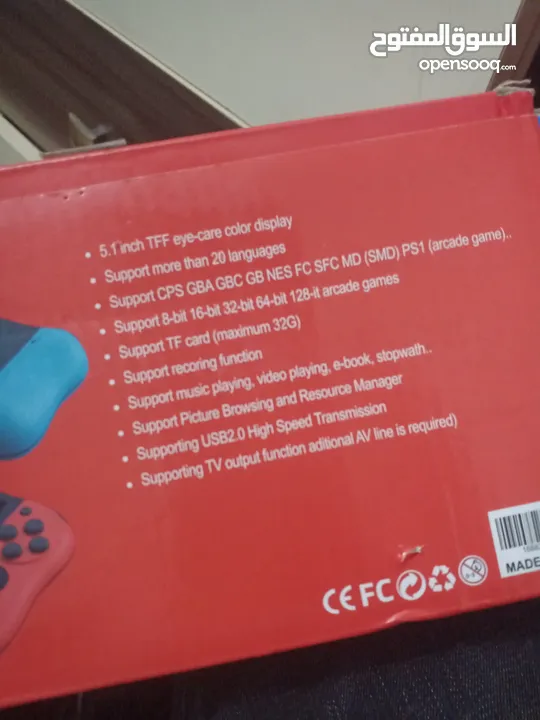 السوق المفتوح
opensooq.com
• 5.1 inch TFF eye-care color display
• Support more than 20 languages
• Support CPS GBA GBC GB NES FC SFC MD (SMD) PS1 (arcade game)..
• Support 8-bit 16-bit 32-bit 64-bit 128-it arcade games
• Support TF card (maximum 32G)
• Support recoring function
• Support music playing, video playing, e-book, stopwath..
• Support Picture Browsing and Resource Manager
• Supporting USB2.0 High Speed Transmission
• Supporting TV output function aditional AV line is required)
CE FC 0-3
MADE